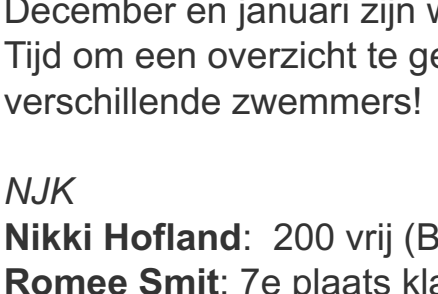 December en januari zijn
Tijd om een overzicht te
verschillende zwemmers!
NJK
Nikki Hofland: 200 vrij (B
Romee Smit: 7e plaats